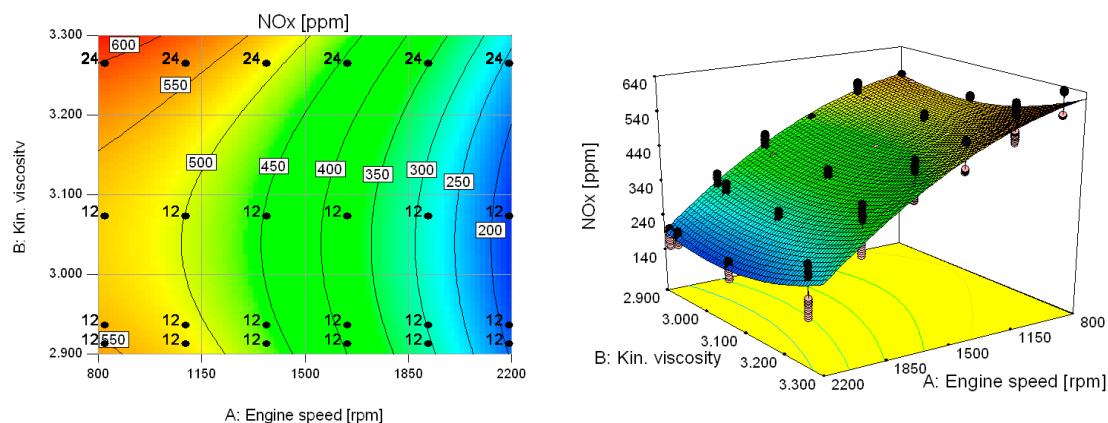 NOx [ppm]
3.300
600
24 24 24 24 24 24
550
3.200
500 450 400 350 300 250
3.100
12 12 12 12 12 12
200
3.000
12 12 12 12 12 12
550
12 12 12 12 12 12
2.900
800 1150 1500 1850 2200
A: Engine speed [rpm]
B: Kin. viscosity
640
540
440
340
240
140
NOx [ppm]
2.900
3.000
3.100
3.200
3.300
B: Kin. viscosity
2200
1850
1500
1150
800
A: Engine speed [rpm]